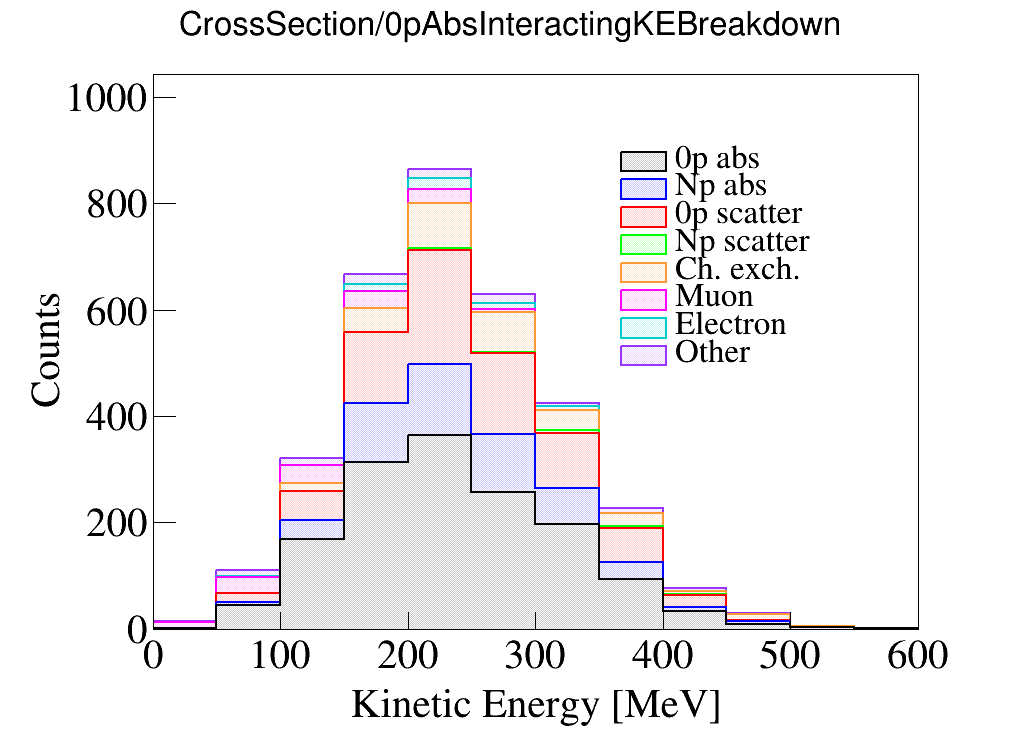 CrossSection/0pAbsInteractingKEBreakdown
1000
800
600
400
200
0
Counts
0p abs
Np abs
0p scatter
Np scatter
Ch. exch.
Muon
Electron
Other
0 100 200 300 400 500 600
Kinetic Energy [MeV]